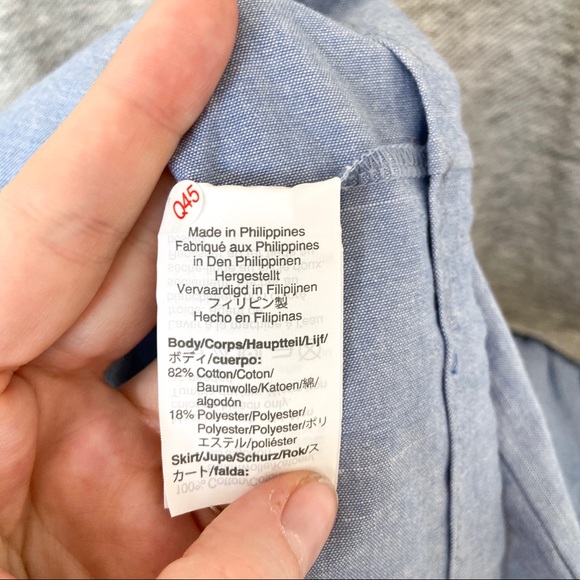 Q45
Made in Philippines
Fabriqué aux Philippines
in Den Philippinen
Hergestellt
Vervaardigd in Filipijnen
フィリピン製
Hecho en Filipinas
Body/Corps/Hauptteil/Lijf/
ボディ/cuerpo:
82% Cotton/Coton/
Baumwolle/Katoen/綿/
algodón
18% Polyester/Polyester/
Polyester/Polyester/ポリ
エステル/poliéster
Skirt/Jupe/Schurz/Rok/ス
カート/falda: